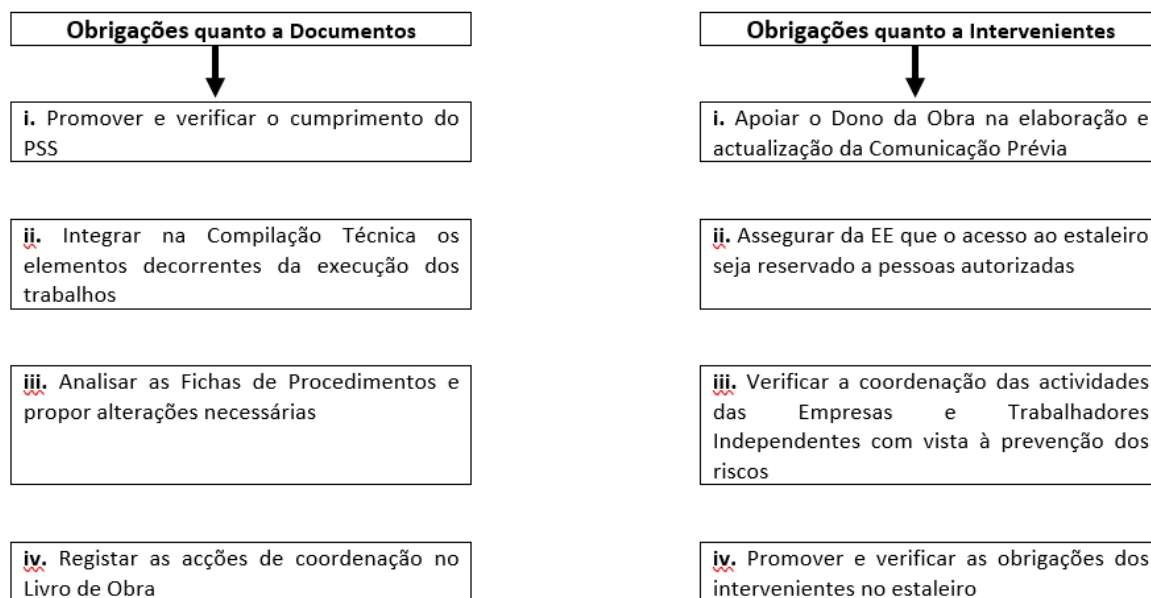 Obrigações quanto a Documentos
i. Promover e verificar o cumprimento do
PSS
ii. Integrar na Compilação Técnica os
elementos decorrentes da execução dos
trabalhos
iii. Analisar as Fichas de Procedimentos e
propor alterações necessárias
iv. Registar as acções de coordenação no
Livro de Obra
Obrigações quanto a Intervenientes
i. Apoiar o Dono da Obra na elaboração e
actualização da Comunicação Prévia
ii. Assegurar da EE que o acesso ao estaleiro
seja reservado a pessoas autorizadas
iii. Verificar a coordenação das actividades
das Empresas e Trabalhadores
Independentes com vista à prevenção dos
riscos
iv. Promover e verificar as obrigações dos
intervenientes no estaleiro